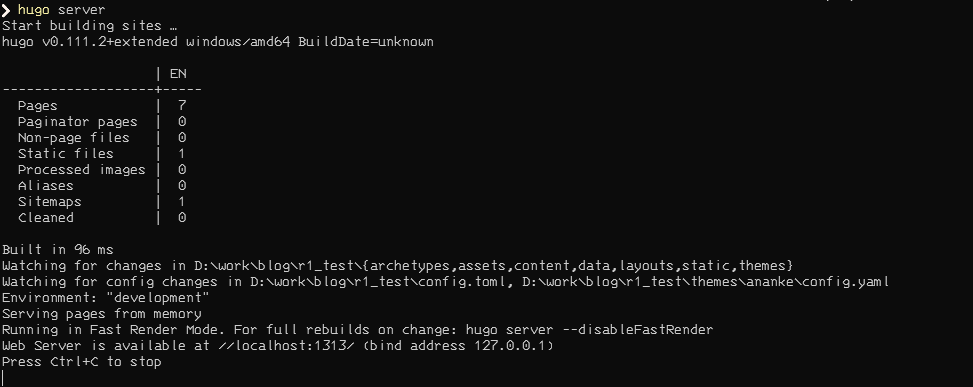 ❯ hugo server
Start building sites …
hugo v0.111.2+extended windows/amd64 BuildDate=unknown
                   | EN
-------------------+-----
  Pages            |  7
  Paginator pages  |  0
  Non-page files   |  0
  Static files     |  1
  Processed images |  0
  Aliases          |  0
  Sitemaps         |  1
  Cleaned          |  0
Built in 96 ms
Watching for changes in D:\work\blog\r1_test\{archetypes,assets,content,data,layouts,static,themes}
Watching for config changes in D:\work\blog\r1_test\config.toml, D:\work\blog\r1_test\themes\ananke\config.yaml
Environment: "development"
Serving pages from memory
Running in Fast Render Mode. For full rebuilds on change: hugo server --disableFastRender
Web Server is available at //localhost:1313/ (bind address 127.0.0.1)
Press Ctrl+C to stop